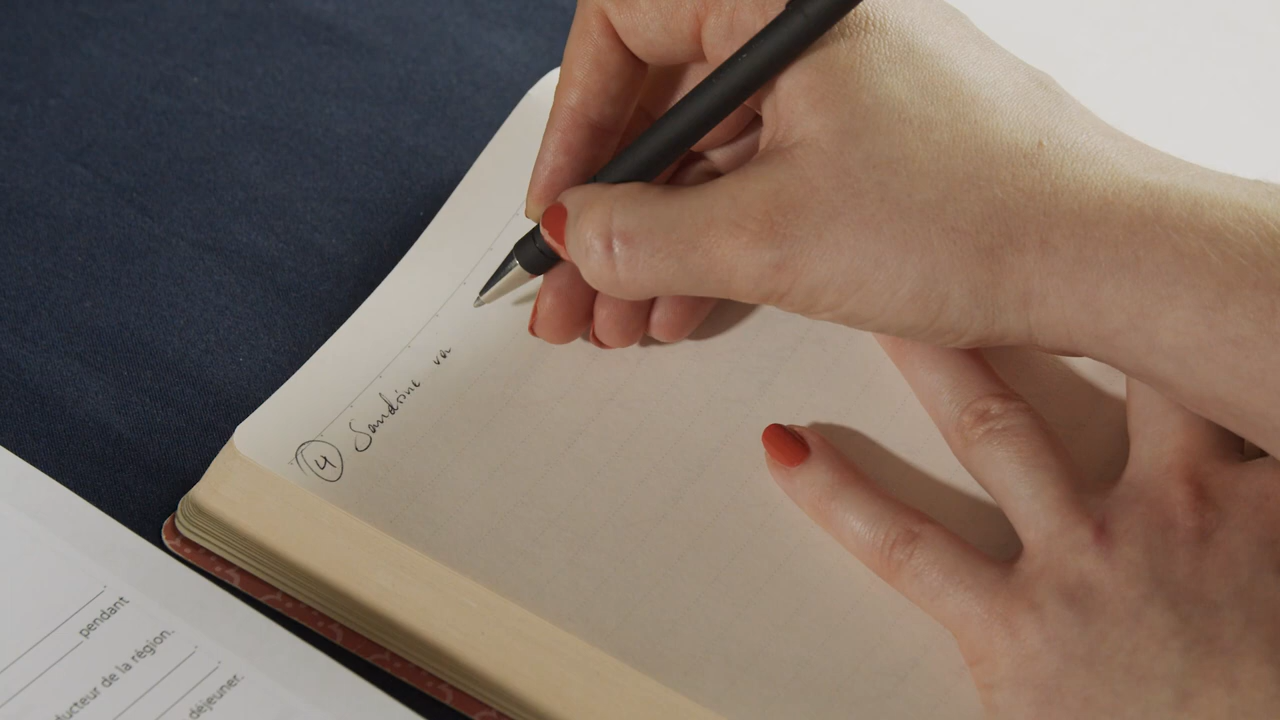 ④ Sandrine va
pendant
ducteur de la région.
déjeuner.